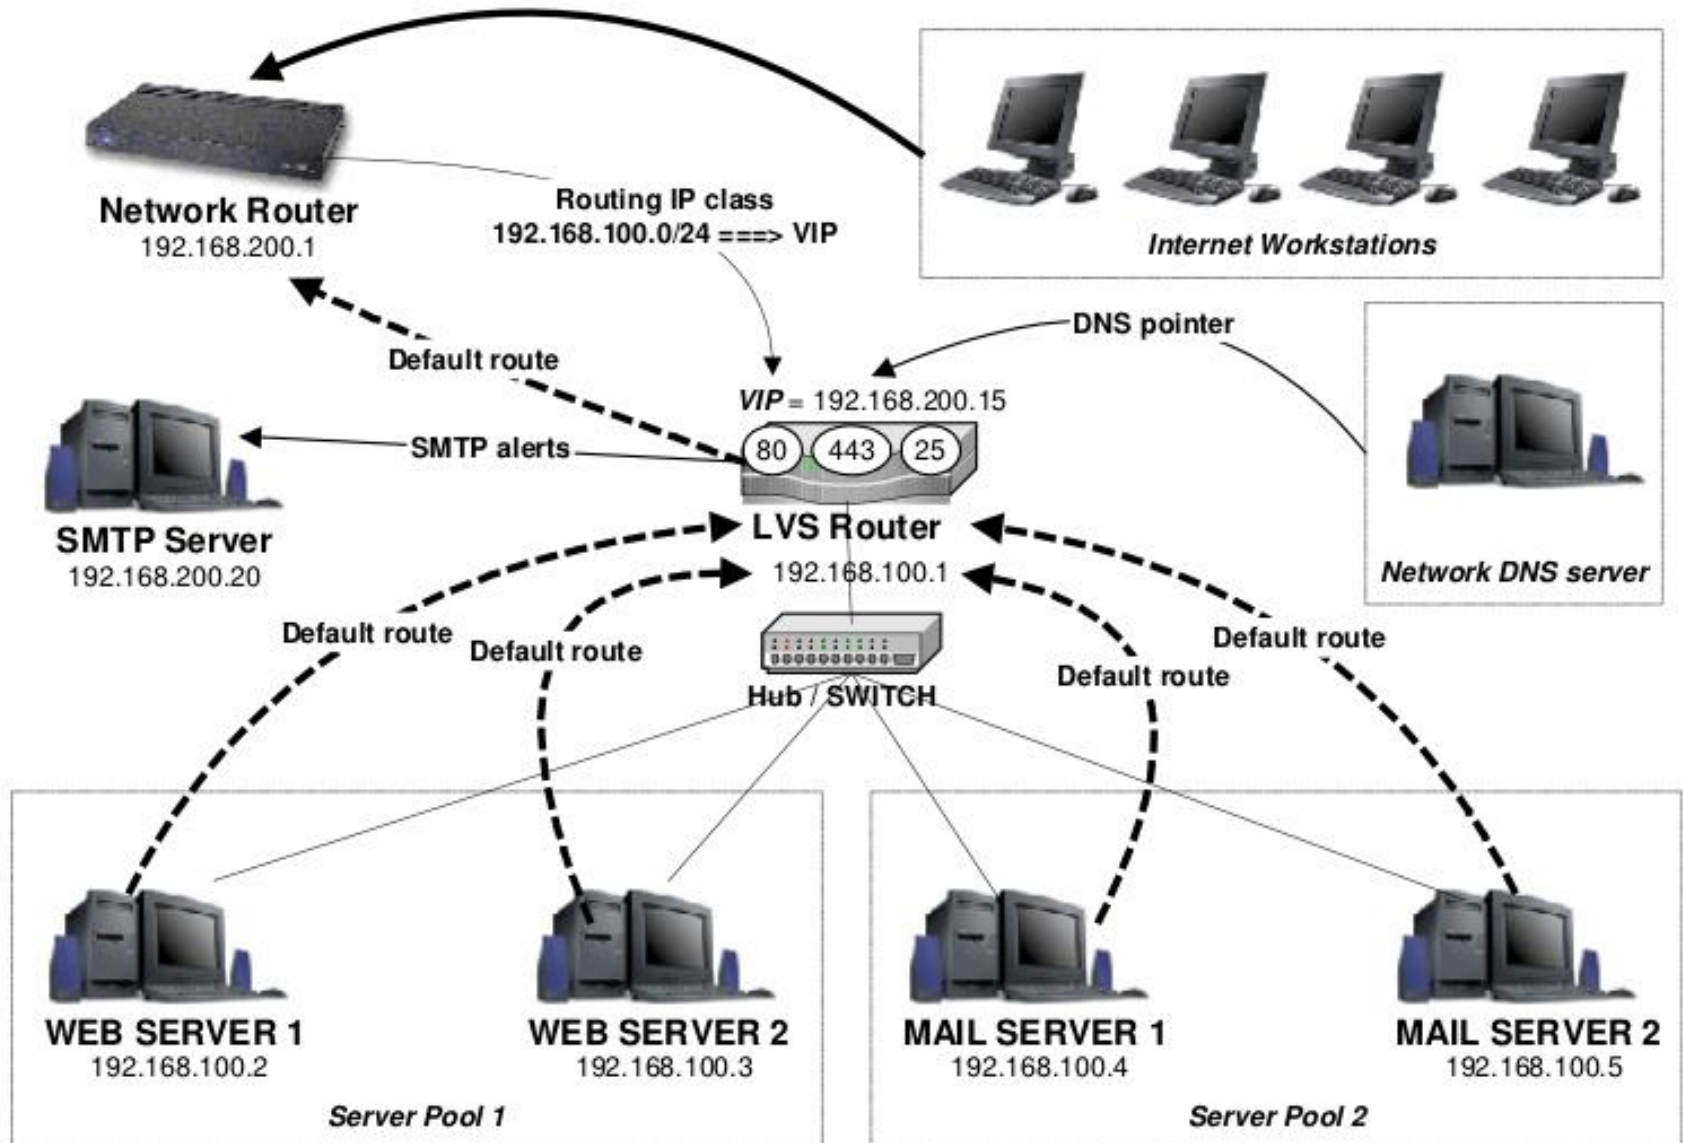 Network Router
192.168.200.1
Routing IP class
192.168.100.0/24 ===> VIP
Internet Workstations
DNS pointer
Default route
VIP = 192.168.200.15
SMTP alerts
80
443
25
LVS Router
192.168.100.1
SMTP Server
192.168.200.20
Network DNS server
Default route
Default route
Default route
Default route
Hub / SWITCH
WEB SERVER 1
192.168.100.2
WEB SERVER 2
192.168.100.3
Server Pool 1
MAIL SERVER 1
192.168.100.4
MAIL SERVER 2
192.168.100.5
Server Pool 2